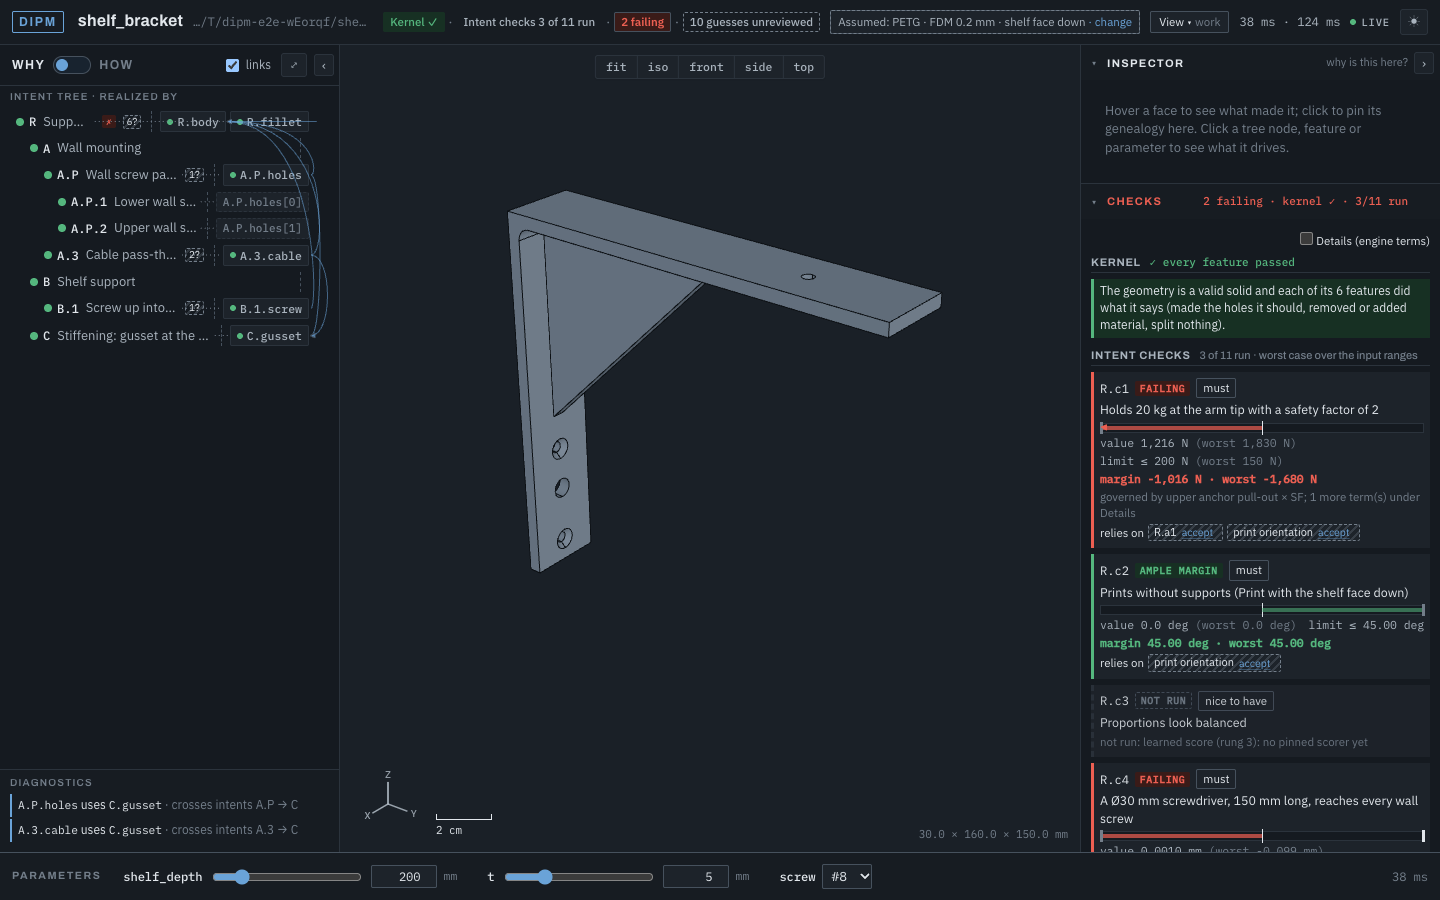 DIPM shelf_bracket …/T/dipm-e2e-wEorqf/she… Kernel ✓ · Intent checks 3 of 11 run · 2 failing · 10 guesses unreviewed Assumed: PETG · FDM 0.2 mm · shelf face down · change View • work 38 ms · 124 ms LIVE
WHY HOW links
INTENT TREE · REALIZED BY
R Supp… 6? R.body R.fillet
A Wall mounting
A.P Wall screw pa… 1? A.P.holes
A.P.1 Lower wall s… A.P.holes[0]
A.P.2 Upper wall s… A.P.holes[1]
A.3 Cable pass-th… 2? A.3.cable
B Shelf support
B.1 Screw up into… 1? B.1.screw
C Stiffening: gusset at the … C.gusset
DIAGNOSTICS
A.P.holes uses C.gusset · crosses intents A.P → C
A.3.cable uses C.gusset · crosses intents A.3 → C
fit iso front side top
Z
X Y
2 cm
30.0 × 160.0 × 150.0 mm
INSPECTOR why is this here?
Hover a face to see what made it; click to pin its
genealogy here. Click a tree node, feature or
parameter to see what it drives.
CHECKS 2 failing · kernel ✓ · 3/11 run
Details (engine terms)
KERNEL ✓ every feature passed
The geometry is a valid solid and each of its 6 features did
what it says (made the holes it should, removed or added
material, split nothing).
INTENT CHECKS 3 of 11 run · worst case over the input ranges
R.c1 FAILING must
Holds 20 kg at the arm tip with a safety factor of 2
value 1,216 N (worst 1,830 N)
limit ≤ 200 N (worst 150 N)
margin -1,016 N · worst -1,680 N
governed by upper anchor pull-out × SF; 1 more term(s) under
Details
relies on R.a1 accept print orientation accept
R.c2 AMPLE MARGIN must
Prints without supports (Print with the shelf face down)
value 0.0 deg (worst 0.0 deg) limit ≤ 45.00 deg
margin 45.00 deg · worst 45.00 deg
relies on print orientation accept
R.c3 NOT RUN nice to have
Proportions look balanced
not run: learned score (rung 3): no pinned scorer yet
R.c4 FAILING must
A Ø30 mm screwdriver, 150 mm long, reaches every wall
screw
value 0.0010 mm (worst -0.099 mm)
PARAMETERS shelf_depth 200 mm t 5 mm screw #8 38 ms